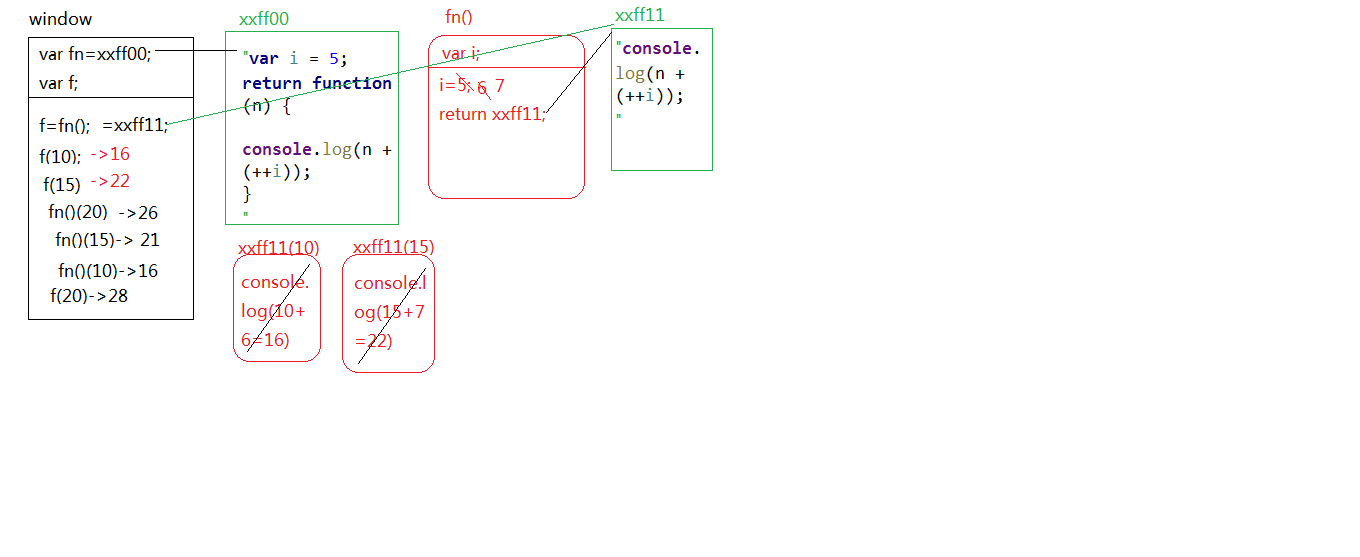 window
var fn=xxff00;
var f;
f=fn(); =xxff11;
f(10); ->16
f(15) ->22
fn()(20) ->26
fn()(15)-> 21
fn()(10)->16
f(20)->28
xxff00
"var i = 5;
return function
(n) {
console.log(n +
(++i));
}
"
fn()
var i;
i=5; 6 7
return xxff11;
xxff11
"console.
log(n +
(++i));
"
xxff11(10)
console.
log(10+
6=16)
xxff11(15)
console.l
og(15+7
=22)